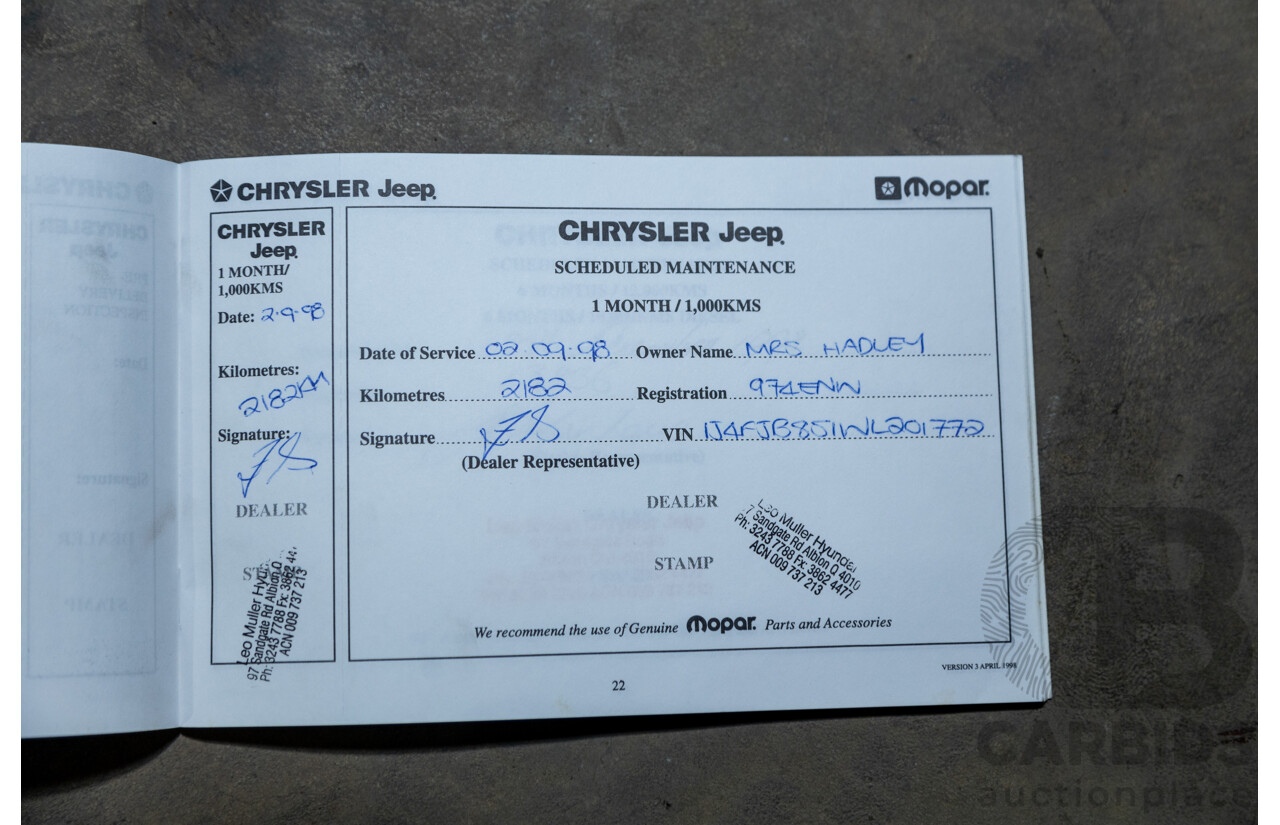 CHRYSLER Jeep.
Mopar.
CHRYSLER
Jeep.
1 MONTH/
1,000KMS
Date: 2·9·98
Kilometres:
2182KM
Signature:
DEALER
Leo Muller
97 Sandgate Rd Albion Q
Ph: 3243 7788 Fx: 3862 44
ACN 009 737 213
CHRYSLER Jeep.
SCHEDULED MAINTENANCE
1 MONTH / 1,000KMS
Date of Service 02·09·98 Owner Name MRS HADLEY
Kilometres 2182 Registration 974ENW
Signature VIN 1J4FJB851WL201772
(Dealer Representative)
DEALER
STAMP
Leo Muller Hyundai
7 Sandgate Rd Albion Q 4010
Ph: 3243 7788 Fx: 3862 4477
ACN 009 737 213
We recommend the use of Genuine Mopar. Parts and Accessories
VERSION 3 APRIL 1998
22
CARBIDS
auctionplace